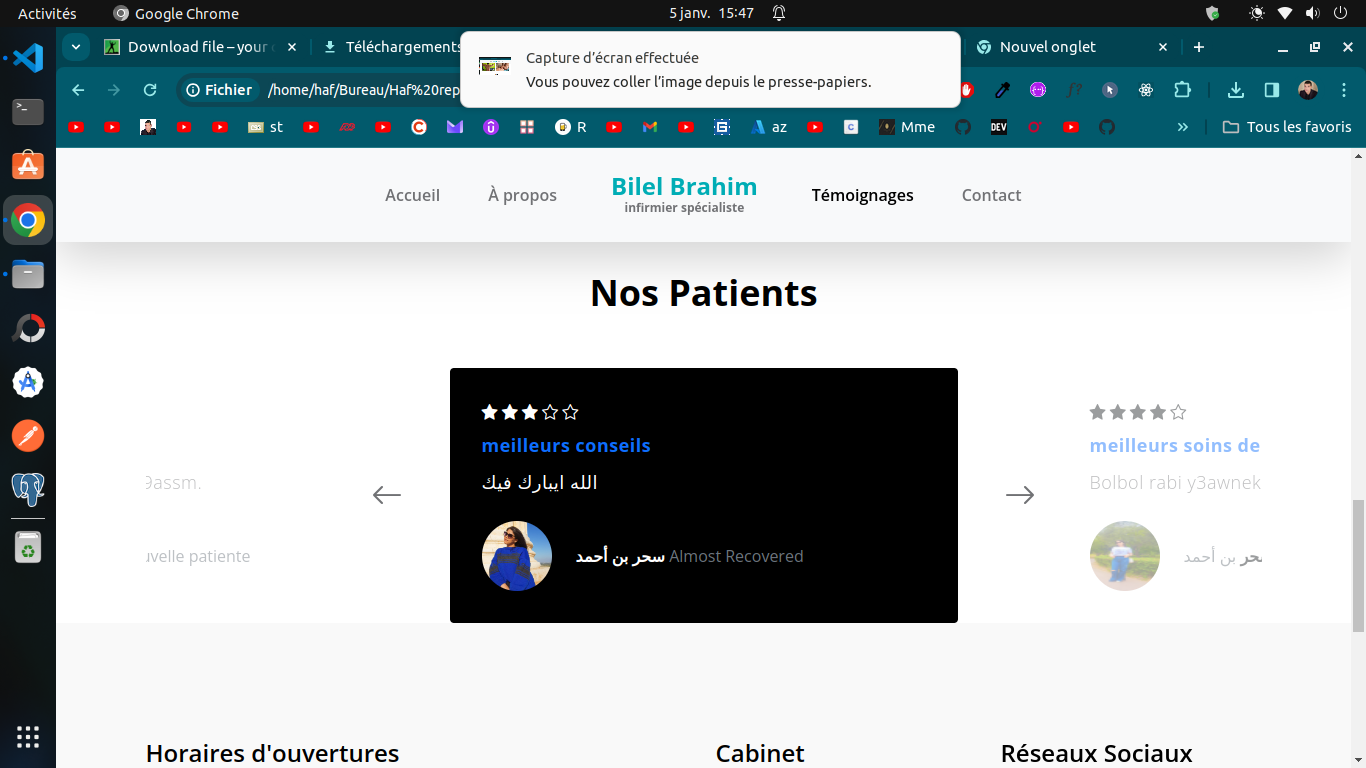 Activités Google Chrome 5 janv. 15:47
Download file – your Téléchargements Nouvel onglet
Capture d’écran effectuée
Vous pouvez coller l’image depuis le presse-papiers.
Fichier /home/haf/Bureau/Haf%20rep f?
st R az Mme DEV » Tous les favoris
Accueil À propos Bilel Brahim Témoignages Contact
infirmier spécialiste
Nos Patients
meilleurs conseils
meilleurs soins de
الله ايبارك فيك
9assm.
Bolbol rabi y3awnek
uvelle patiente
سحر بن أحمد Almost Recovered
سحر بن أحمد
Horaires d'ouvertures Cabinet Réseaux Sociaux